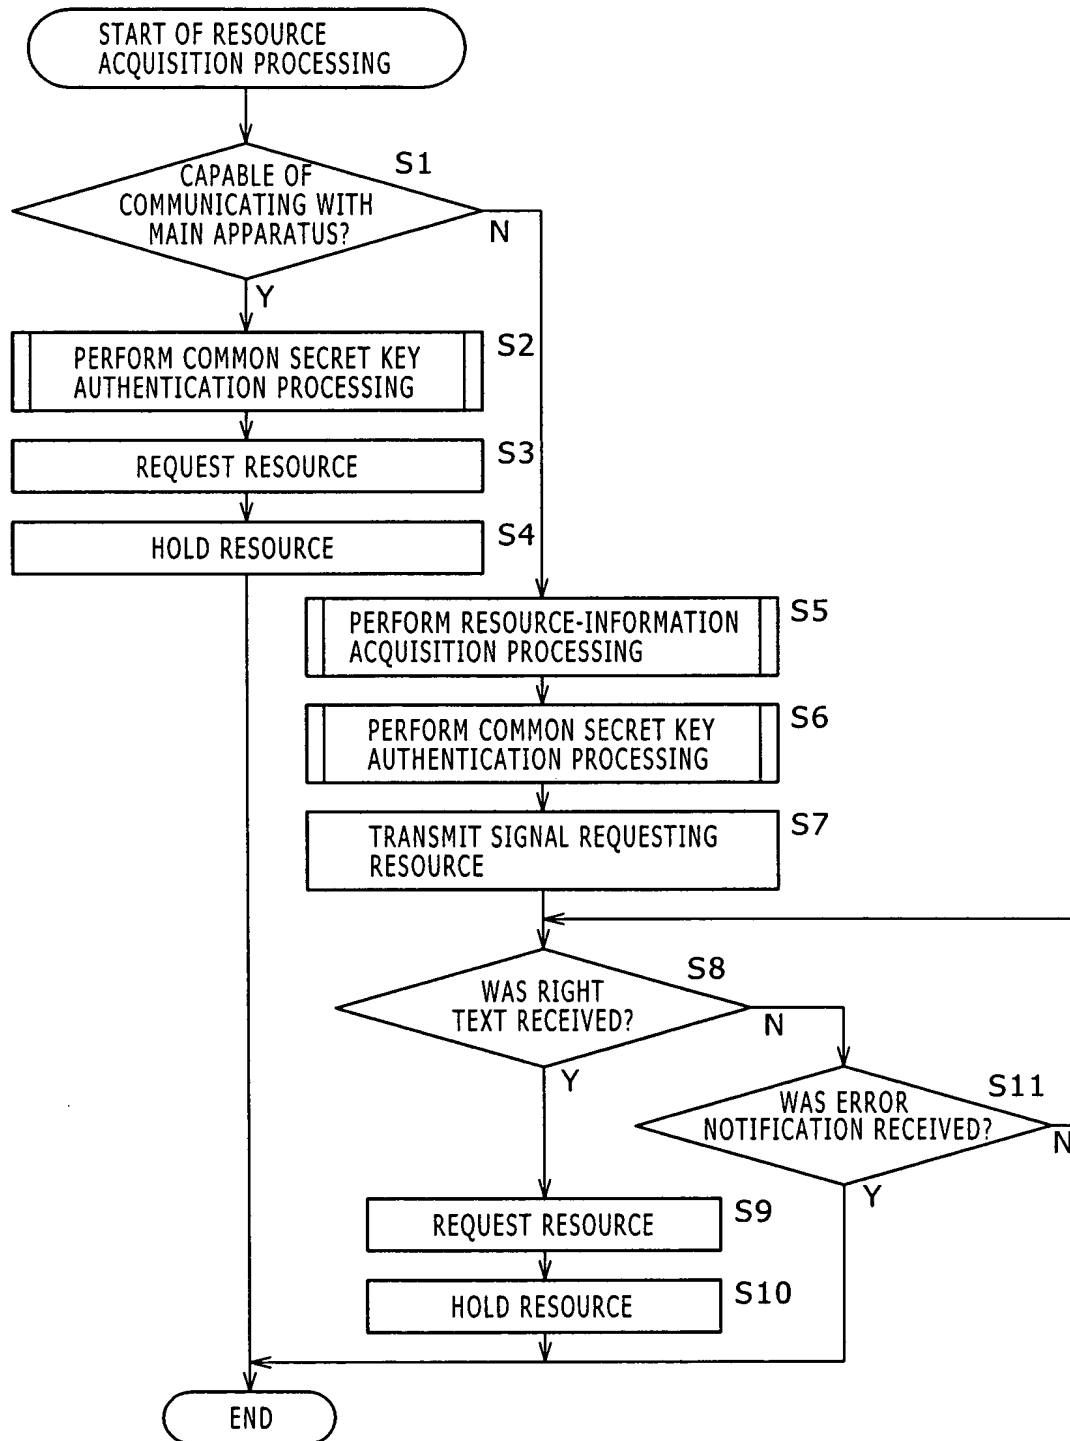 START OF RESOURCE
ACQUISITION PROCESSING
S1
CAPABLE OF
COMMUNICATING WITH
MAIN APPARATUS?
N
Y
S2
PERFORM COMMON SECRET KEY
AUTHENTICATION PROCESSING
S3
REQUEST RESOURCE
S4
HOLD RESOURCE
S5
PERFORM RESOURCE-INFORMATION
ACQUISITION PROCESSING
S6
PERFORM COMMON SECRET KEY
AUTHENTICATION PROCESSING
S7
TRANSMIT SIGNAL REQUESTING
RESOURCE
S8
WAS RIGHT
TEXT RECEIVED?
N
Y
S11
WAS ERROR
NOTIFICATION RECEIVED?
N
Y
S9
REQUEST RESOURCE
S10
HOLD RESOURCE
END